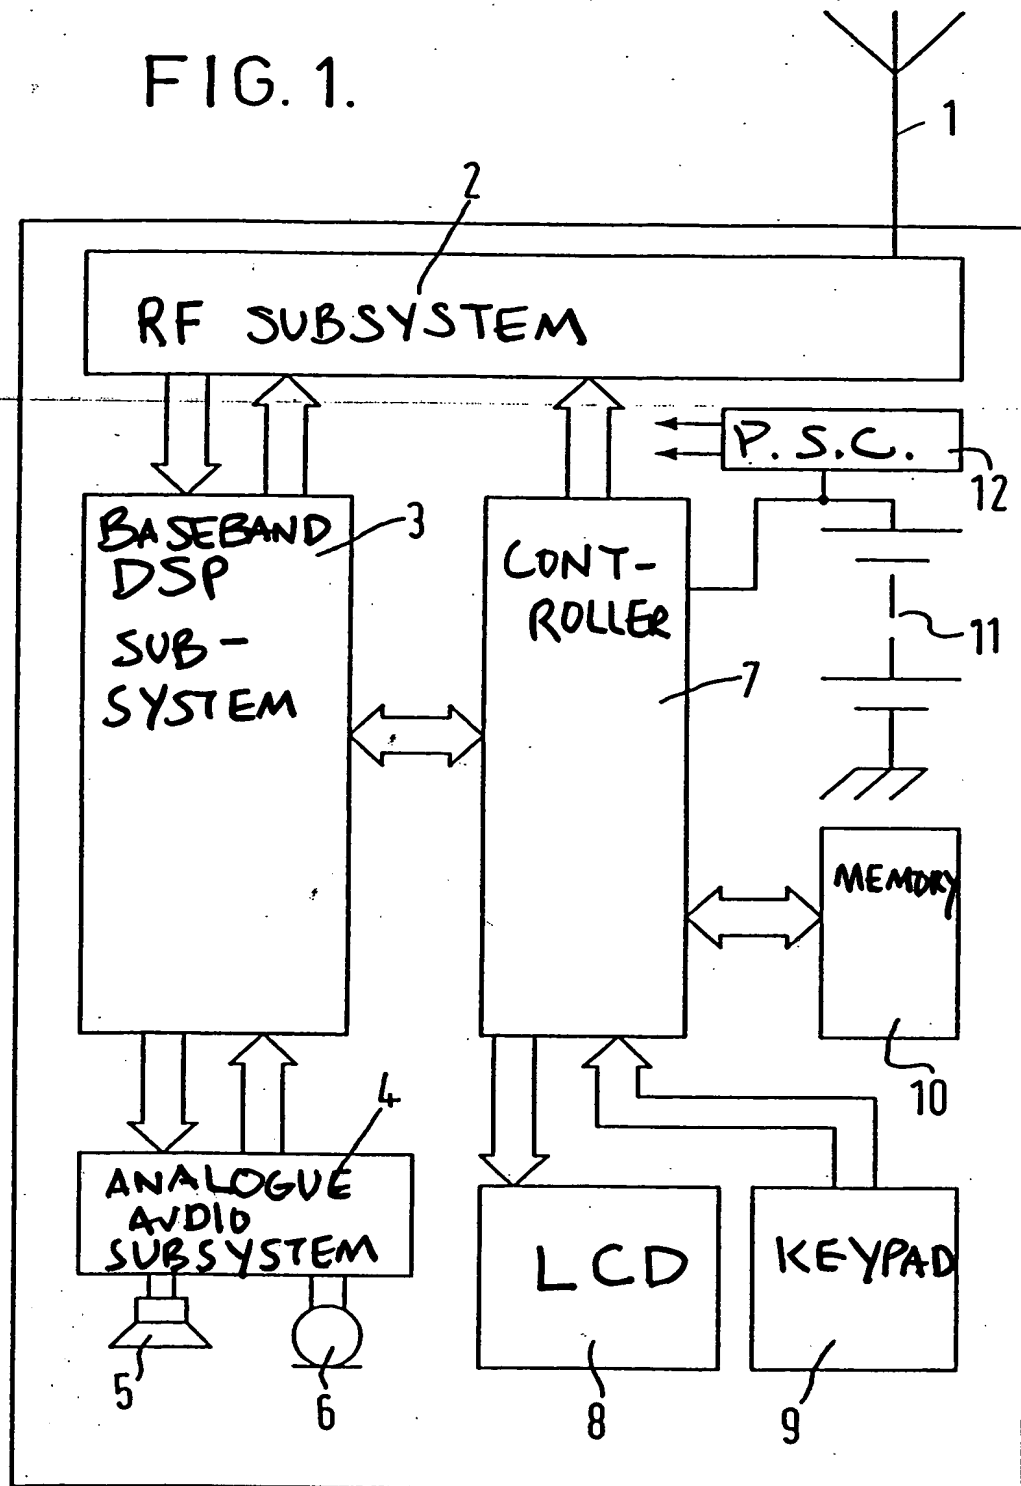 FIG. 1.
1
2
RF SUBSYSTEM
P. S. C.
12
BASEBAND
DSP
SUB-
SYSTEM
3
CONT-
ROLLER
11
7
MEMORY
10
4
ANALOGUE
AUDIO
SUBSYSTEM
LCD
KEYPAD
5
6
8
9